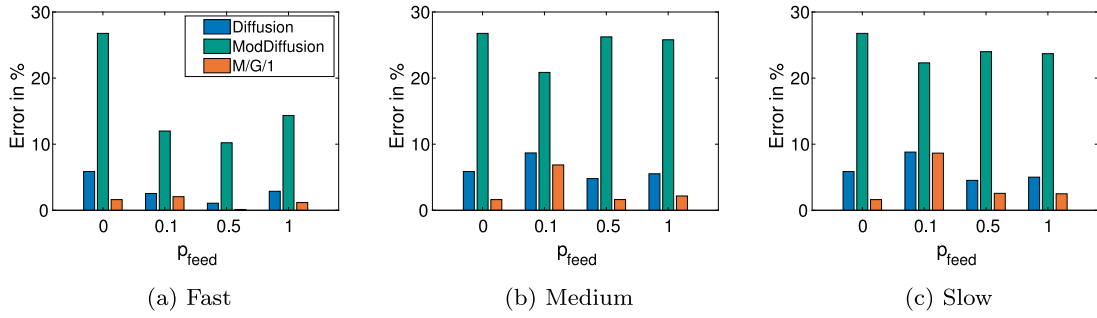 30
20
10
0
Error in %
Diffusion
ModDiffusion
M/G/1
0 0.1 0.5 1
p_feed
(a) Fast
30
20
10
0
Error in %
0 0.1 0.5 1
p_feed
(b) Medium
30
20
10
0
Error in %
0 0.1 0.5 1
p_feed
(c) Slow